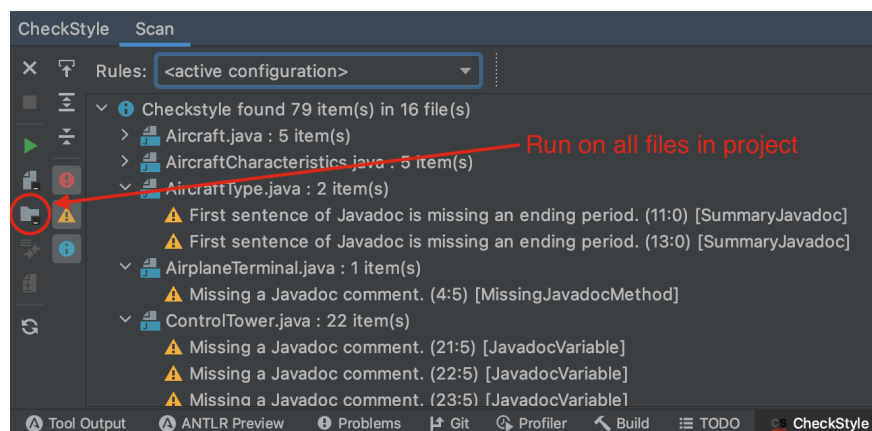 CheckStyle Scan
Rules: <active configuration>
Checkstyle found 79 item(s) in 16 file(s)
Aircraft.java : 5 item(s)
Run on all files in project
AircraftCharacteristics.java : 5 item(s)
AircraftType.java : 2 item(s)
First sentence of Javadoc is missing an ending period. (11:0) [SummaryJavadoc]
First sentence of Javadoc is missing an ending period. (13:0) [SummaryJavadoc]
AirplaneTerminal.java : 1 item(s)
Missing a Javadoc comment. (4:5) [MissingJavadocMethod]
ControlTower.java : 22 item(s)
Missing a Javadoc comment. (21:5) [JavadocVariable]
Missing a Javadoc comment. (22:5) [JavadocVariable]
Missing a Javadoc comment. (23:5) [JavadocVariable]
Tool Output ANTLR Preview Problems Git Profiler Build TODO CheckStyle